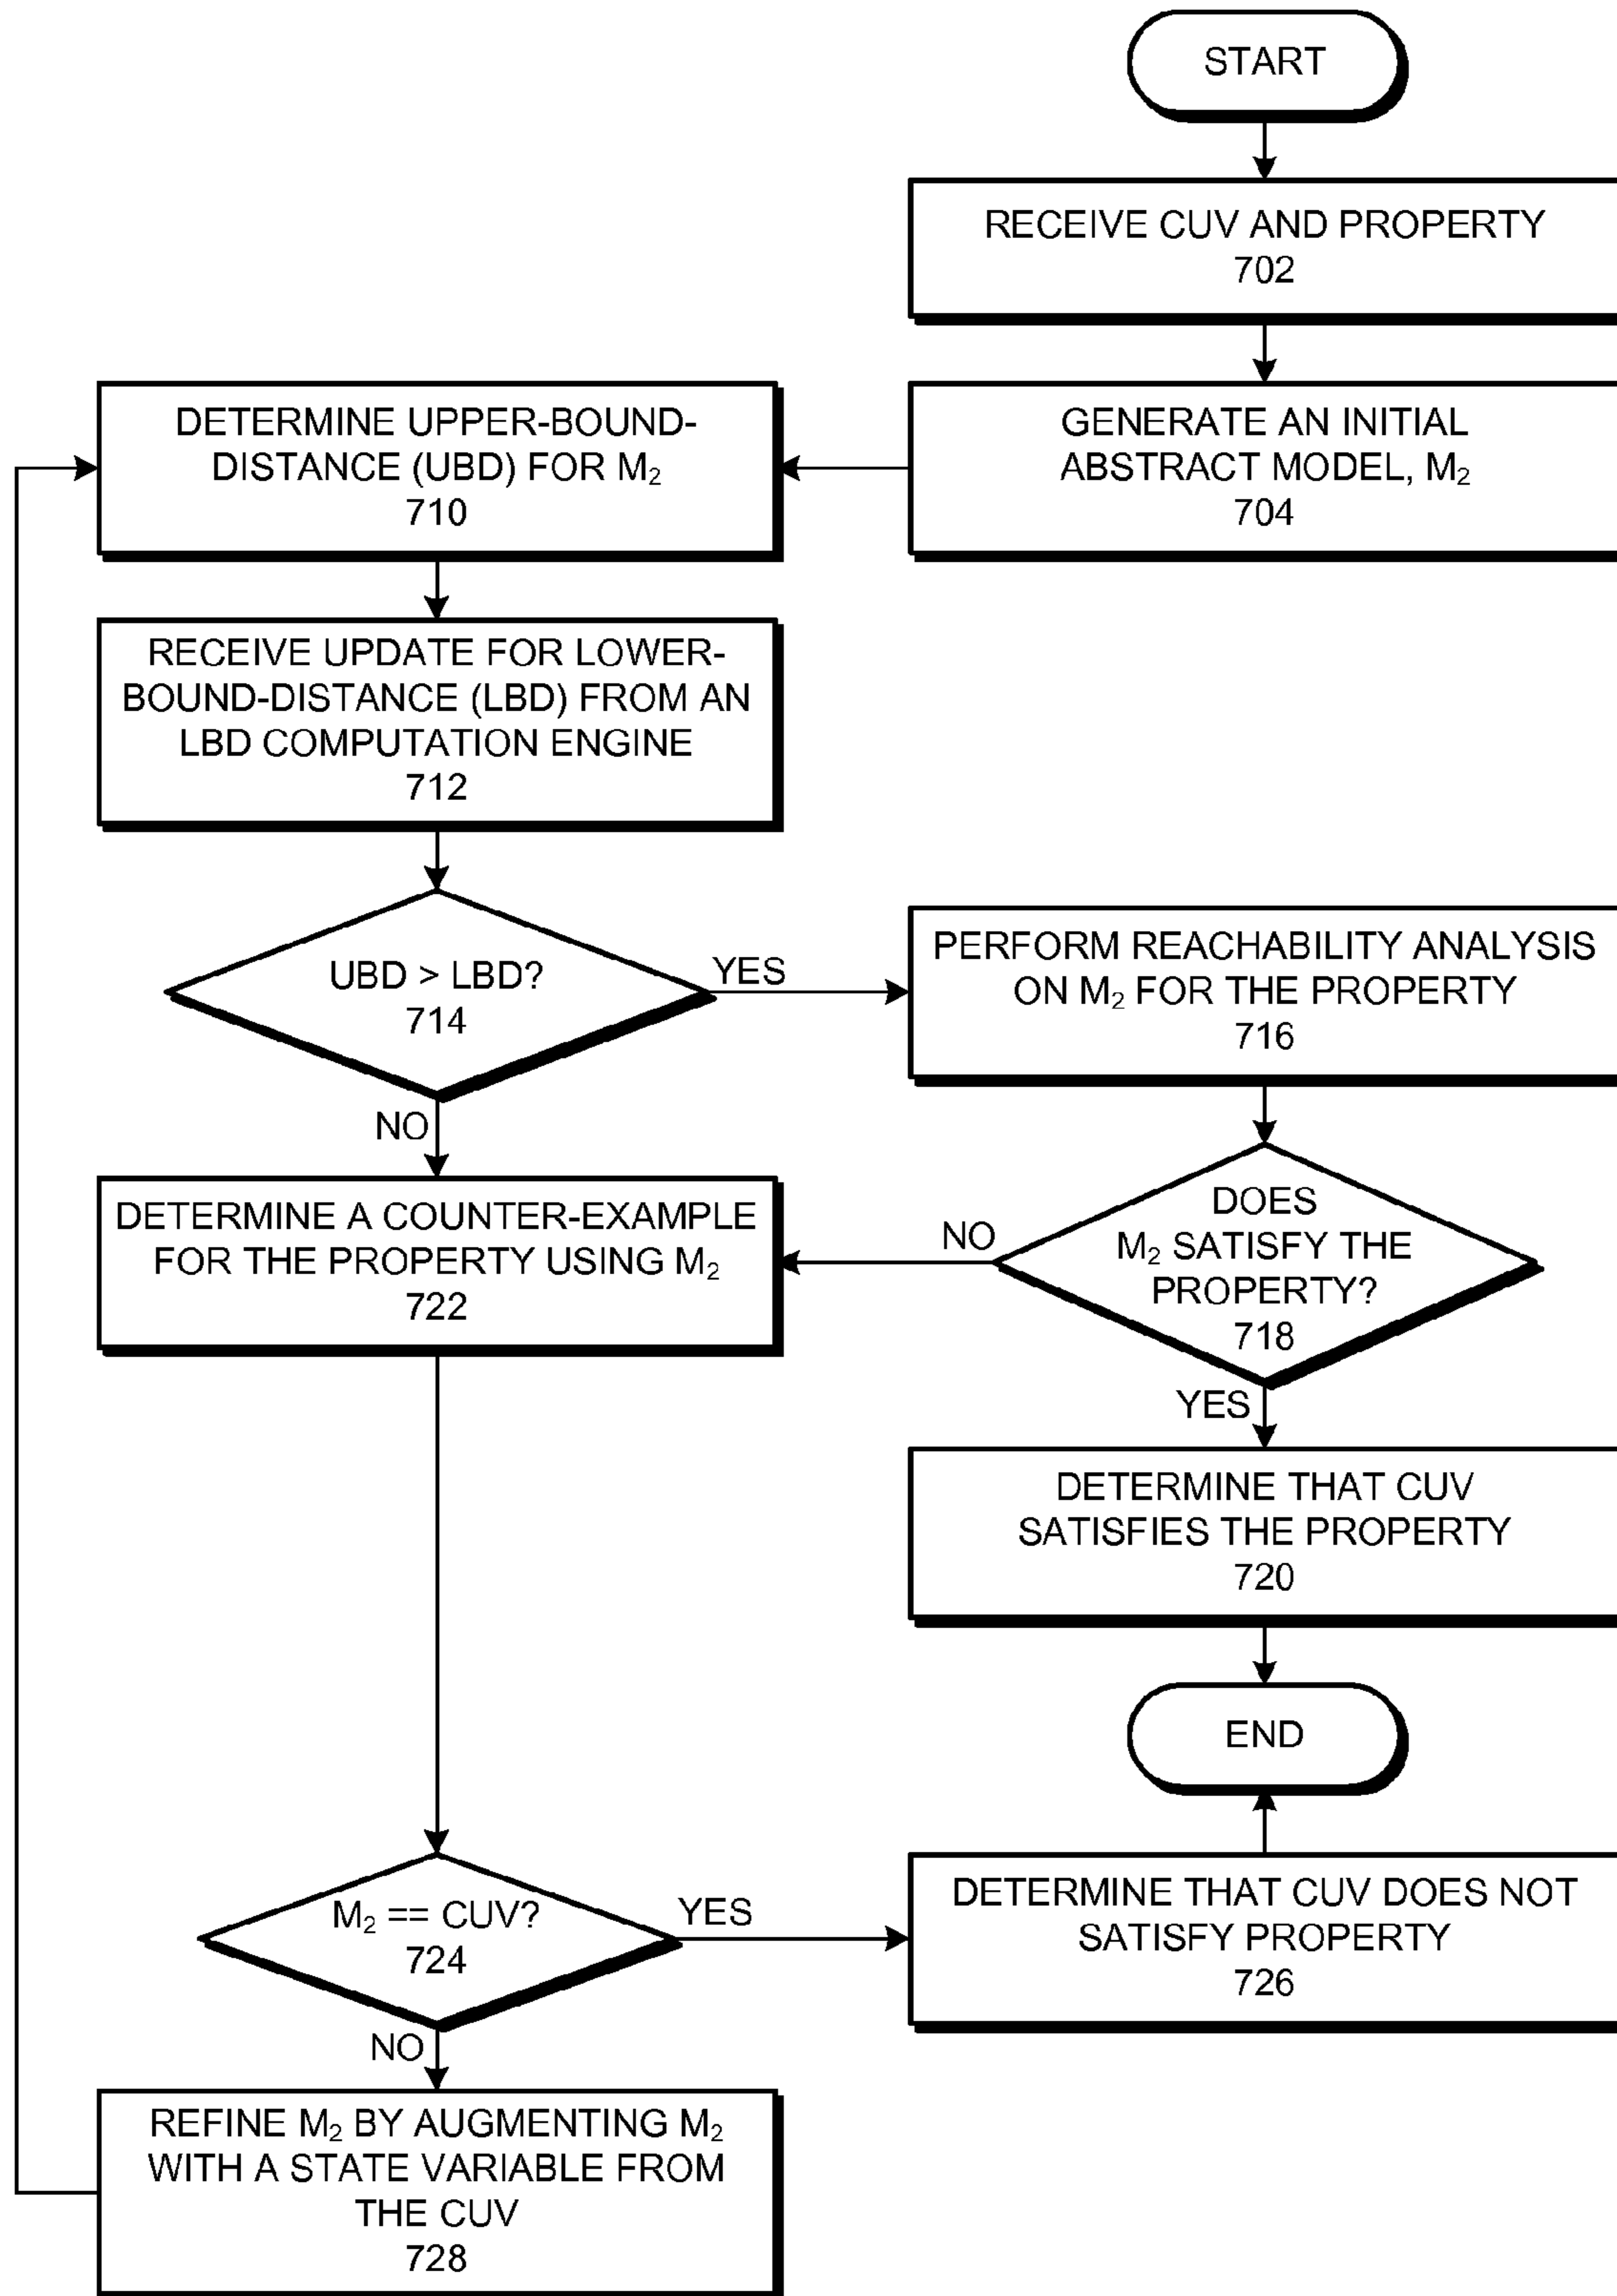 START
RECEIVE CUV AND PROPERTY
702
GENERATE AN INITIAL
ABSTRACT MODEL, M₂
704
DETERMINE UPPER-BOUND-
DISTANCE (UBD) FOR M₂
710
RECEIVE UPDATE FOR LOWER-
BOUND-DISTANCE (LBD) FROM AN
LBD COMPUTATION ENGINE
712
UBD > LBD?
714
YES
NO
PERFORM REACHABILITY ANALYSIS
ON M₂ FOR THE PROPERTY
716
DOES
M₂ SATISFY THE
PROPERTY?
718
NO
YES
DETERMINE A COUNTER-EXAMPLE
FOR THE PROPERTY USING M₂
722
DETERMINE THAT CUV
SATISFIES THE PROPERTY
720
END
M₂ == CUV?
724
YES
NO
DETERMINE THAT CUV DOES NOT
SATISFY PROPERTY
726
REFINE M₂ BY AUGMENTING M₂
WITH A STATE VARIABLE FROM
THE CUV
728